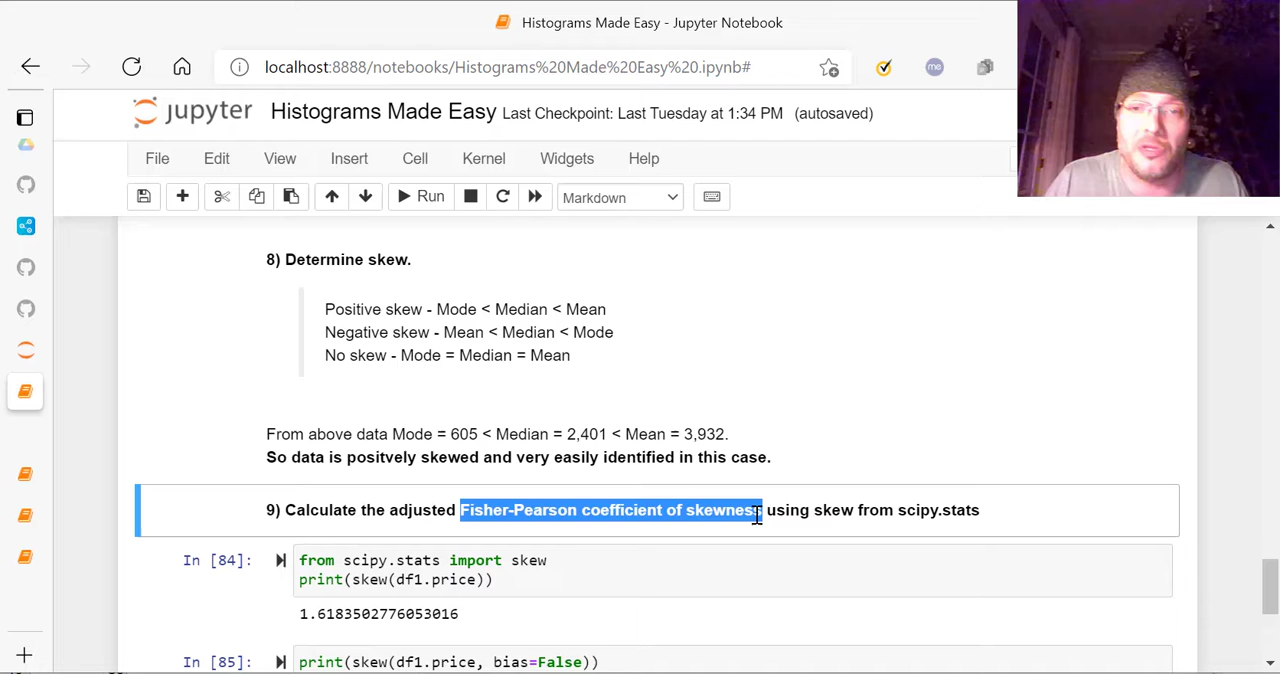 Histograms Made Easy - Jupyter Notebook
localhost:8888/notebooks/Histograms%20Made%20Easy%20.ipynb#
me
jupyter Histograms Made Easy Last Checkpoint: Last Tuesday at 1:34 PM (autosaved)
File Edit View Insert Cell Kernel Widgets Help
Run Markdown
8) Determine skew.
Positive skew - Mode < Median < Mean
Negative skew - Mean < Median < Mode
No skew - Mode = Median = Mean
From above data Mode = 605 < Median = 2,401 < Mean = 3,932.
So data is positvely skewed and very easily identified in this case.
9) Calculate the adjusted Fisher-Pearson coefficient of skewness using skew from scipy.stats
In [84]: from scipy.stats import skew
print(skew(df1.price))
1.6183502776053016
In [85]: print(skew(df1.price, bias=False))